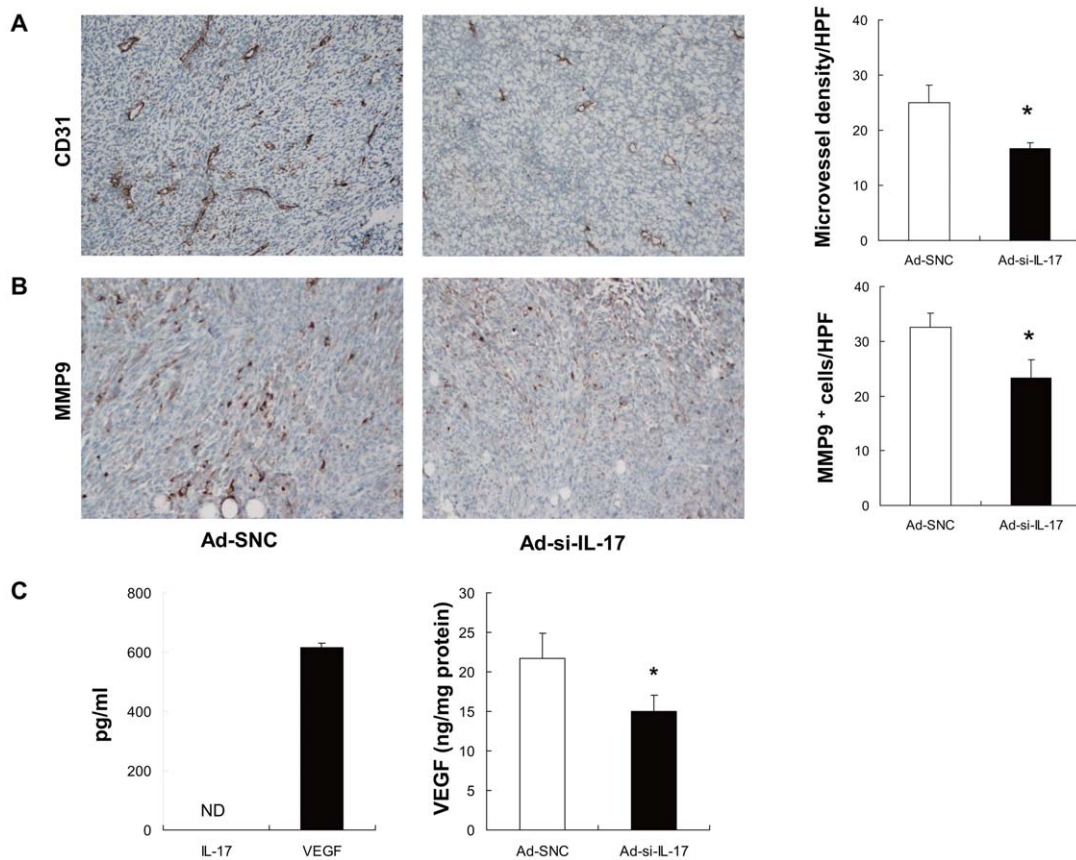 A
CD31
Microvessel density/HPF
40
30
20
10
0
*
Ad-SNC
Ad-si-IL-17
B
MMP9
Ad-SNC
Ad-si-IL-17
MMP9 + cells/HPF
40
30
20
10
0
*
Ad-SNC
Ad-si-IL-17
C
pg/ml
800
600
400
200
0
ND
IL-17
VEGF
VEGF (ng/mg protein)
30
25
20
15
10
5
0
*
Ad-SNC
Ad-si-IL-17